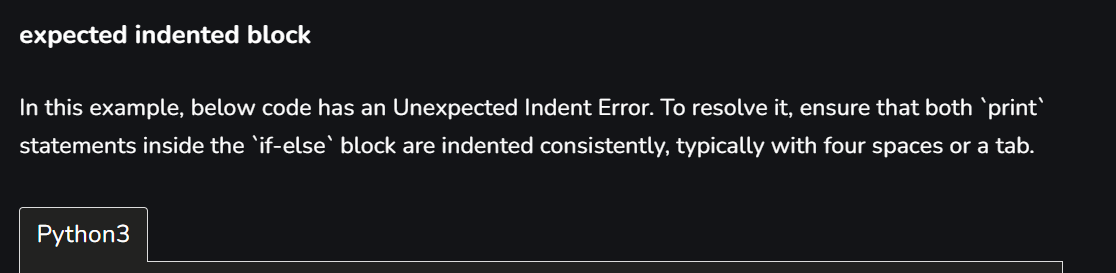 expected indented block
In this example, below code has an Unexpected Indent Error. To resolve it, ensure that both `print`
statements inside the `if-else` block are indented consistently, typically with four spaces or a tab.
Python3